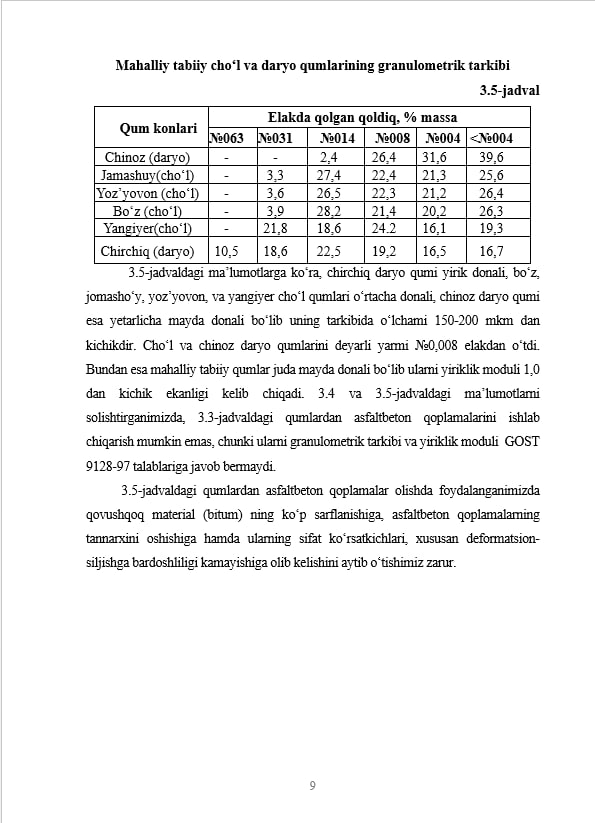 Mahalliy tabiiy cho‘l va daryo qumlarining granulometrik tarkibi
3.5-jadval
Qum konlari Elakda qolgan qoldiq, % massa
№063 №031 №014 №008 №004 <№004
Chinoz (daryo) - - 2,4 26,4 31,6 39,6
Jamashuy(cho‘l) - 3,3 27,4 22,4 21,3 25,6
Yoz’yovon (cho‘l) - 3,6 26,5 22,3 21,2 26,4
Bo‘z (cho‘l) - 3,9 28,2 21,4 20,2 26,3
Yangiyer(cho‘l) - 21,8 18,6 24.2 16,1 19,3
Chirchiq (daryo) 10,5 18,6 22,5 19,2 16,5 16,7
3.5-jadvaldagi ma’lumotlarga ko‘ra, chirchiq daryo qumi yirik donali, bo‘z,
jomasho‘y, yoz’yovon, va yangiyer cho‘l qumlari o‘rtacha donali, chinoz daryo qumi
esa yetarlicha mayda donali bo‘lib uning tarkibida o‘lchami 150-200 mkm dan
kichikdir. Cho‘l va chinoz daryo qumlarini deyarli yarmi №0,008 elakdan o‘tdi.
Bundan esa mahalliy tabiiy qumlar juda mayda donali bo‘lib ularni yiriklik moduli 1,0
dan kichik ekanligi kelib chiqadi. 3.4 va 3.5-jadvaldagi ma’lumotlarni
solishtirganimizda, 3.3-jadvaldagi qumlardan asfaltbeton qoplamalarini ishlab
chiqarish mumkin emas, chunki ularni granulometrik tarkibi va yiriklik moduli GOST
9128-97 talablariga javob bermaydi.
3.5-jadvaldagi qumlardan asfaltbeton qoplamalar olishda foydalanganimizda
qovushqoq material (bitum) ning ko‘p sarflanishiga, asfaltbeton qoplamalarning
tannarxini oshishiga hamda ularning sifat ko‘rsatkichlari, xususan deformatsion-
siljishga bardoshliligi kamayishiga olib kelishini aytib o‘tishimiz zarur.
9